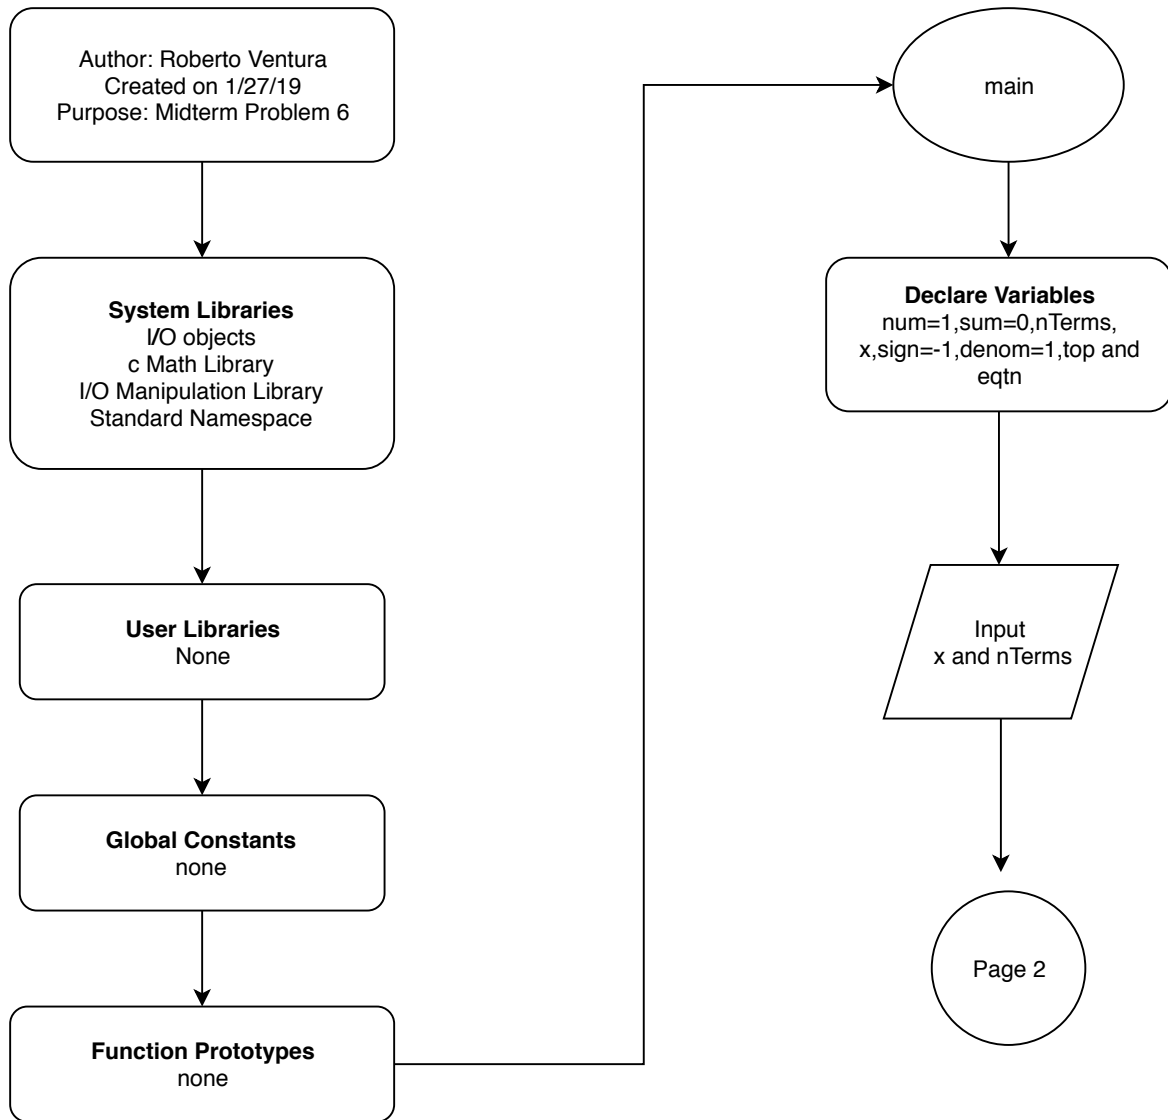 Author: Roberto Ventura
Created on 1/27/19
Purpose: Midterm Problem 6
System Libraries
I/O objects
c Math Library
I/O Manipulation Library
Standard Namespace
User Libraries
None
Global Constants
none
Function Prototypes
none
main
Declare Variables
num=1,sum=0,nTerms,
x,sign=-1,denom=1,top and
eqtn
Input
x and nTerms
Page 2